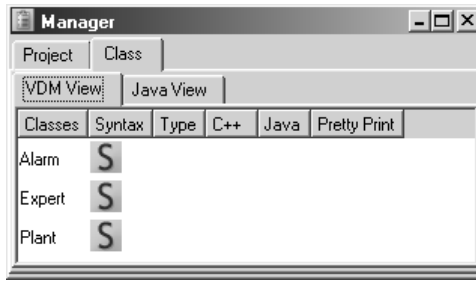 Manager
Project Class
VDM View Java View
Classes Syntax Type C++ Java Pretty Print
Alarm S
Expert S
Plant S